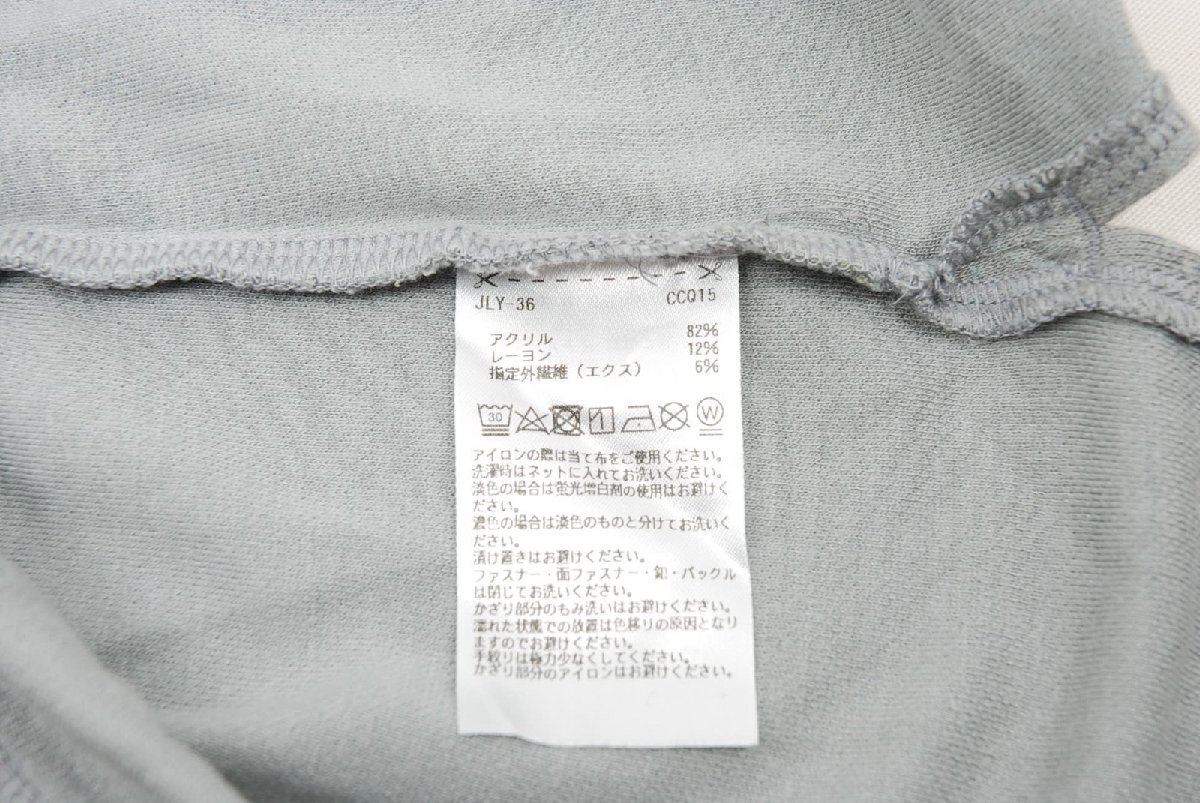 JLY-36 CCQ15
アクリル 82%
レーヨン 12%
指定外繊維（エクス） 6%
30 W
アイロンの際は当て布をご使用ください。
洗濯時はネットに入れてお洗いください。
淡色の場合は蛍光増白剤の使用はお避けく
ださい。
濃色の場合は淡色のものと分けてお洗いく
ださい。
漬け置きはお避けください。
ファスナー・面ファスナー・釦・バックル
は閉じてお洗いください。
かざり部分のもみ洗いはお避けください。
濡れた状態での放置は色移りの原因となり
ますのでお避けください。
手絞りは極力少なくしてください。
かざり部分のアイロンはお避けください。